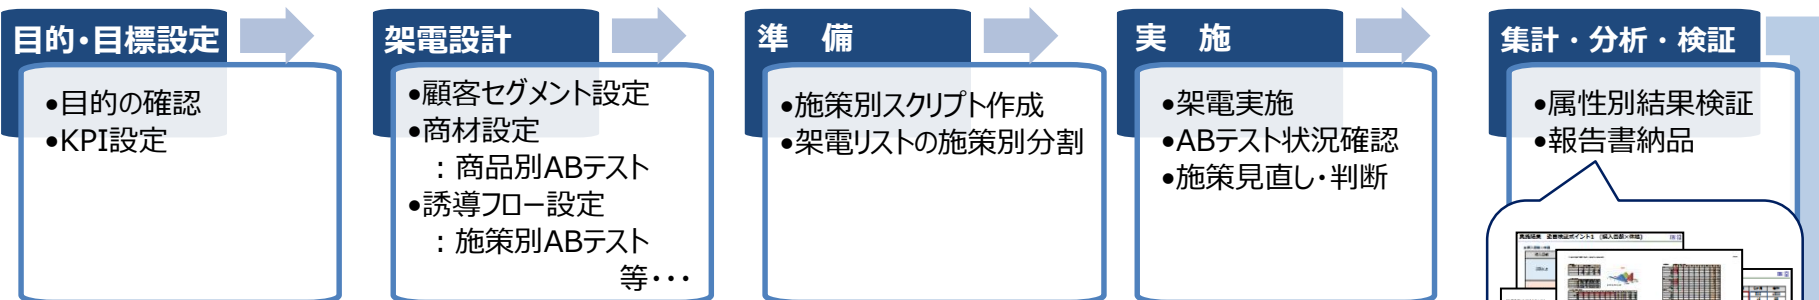 目的・目標設定
•目的の確認
•KPI設定
架電設計
•顧客セグメント設定
•商材設定
：商品別ABテスト
•誘導フロー設定
：施策別ABテスト
等・・・
準　備
•施策別スクリプト作成
•架電リストの施策別分割
実　施
•架電実施
•ABテスト状況確認
•施策見直し・判断
集計・分析・検証
•属性別結果検証
•報告書納品